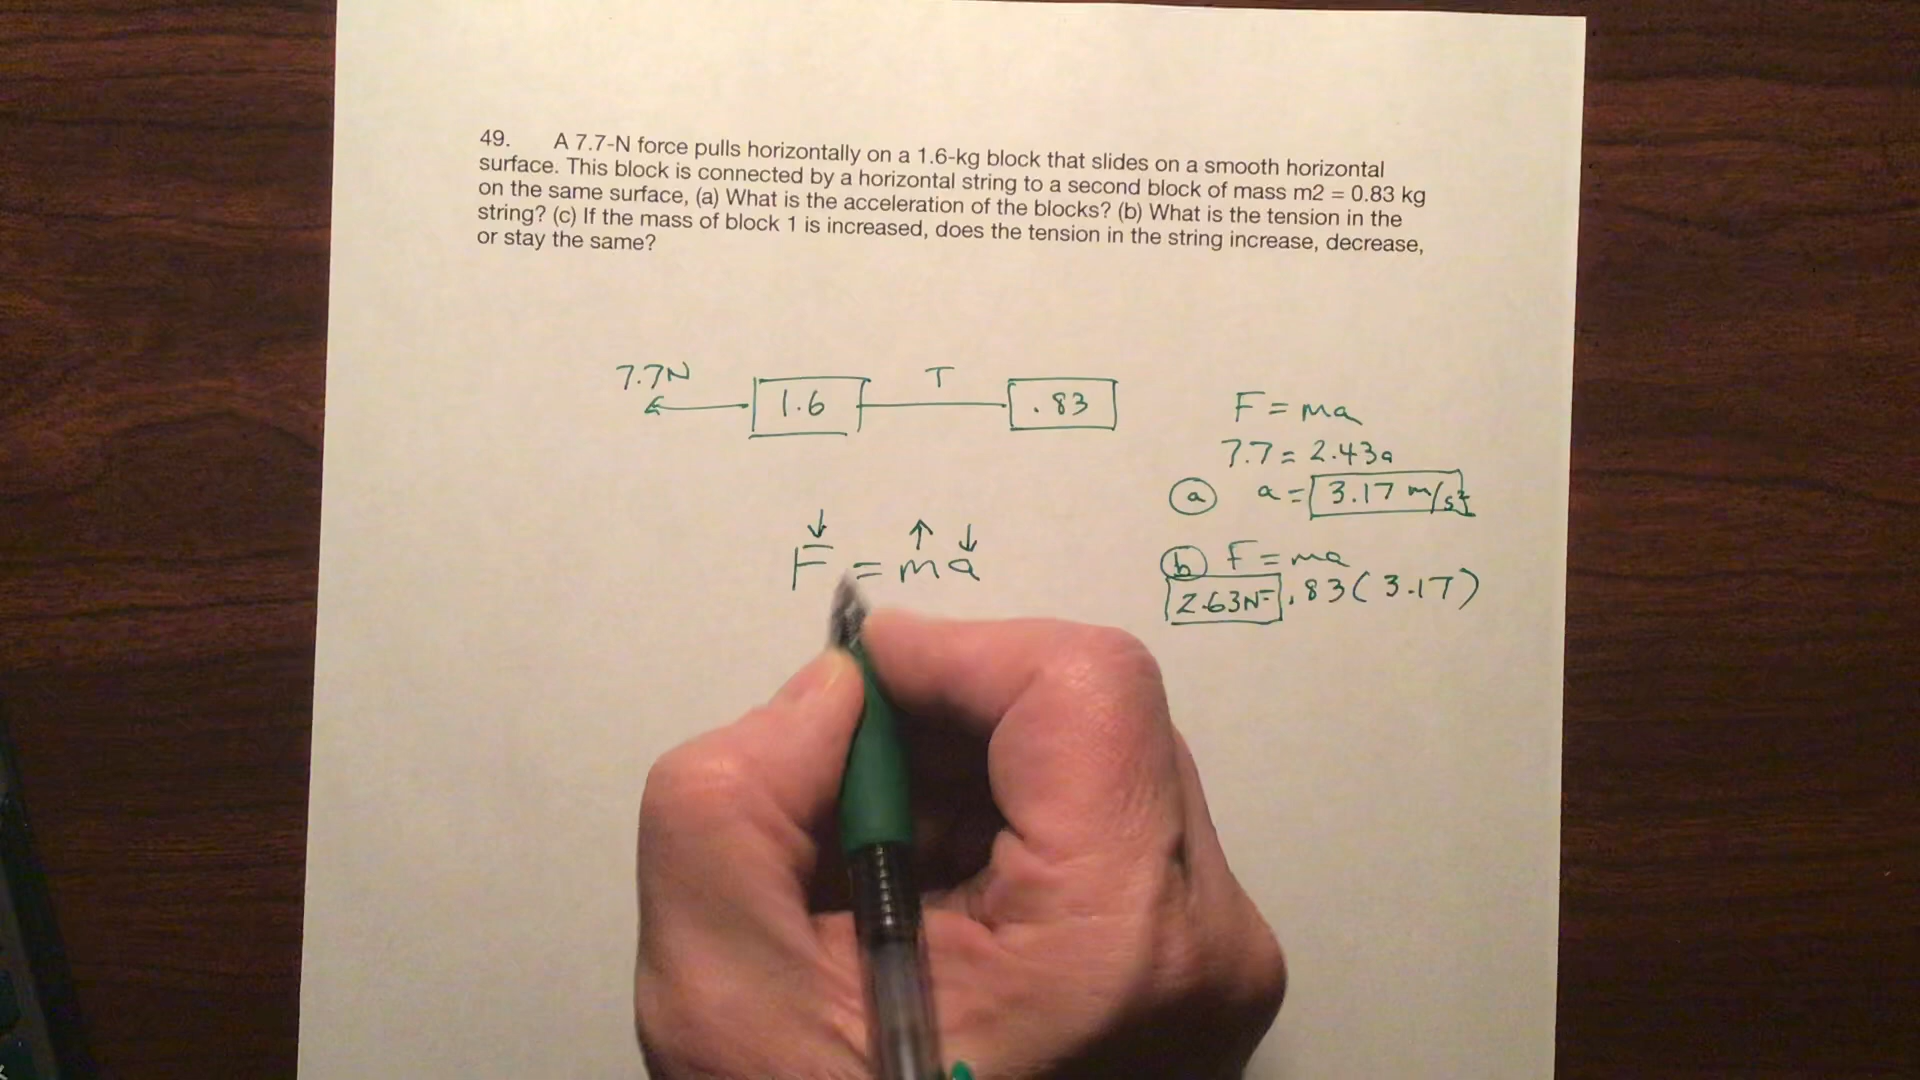 49. A 7.7-N force pulls horizontally on a 1.6-kg block that slides on a smooth horizontal
surface. This block is connected by a horizontal string to a second block of mass m2 = 0.83 kg
on the same surface, (a) What is the acceleration of the blocks? (b) What is the tension in the
string? (c) If the mass of block 1 is increased, does the tension in the string increase, decrease,
or stay the same?
7.7N
1.6
T
.83
F = ma
7.7 = 2.43a
a a = 3.17 m/s²
↓ ↑ ↓
F = ma
b F = ma
2.63N = .83(3.17)